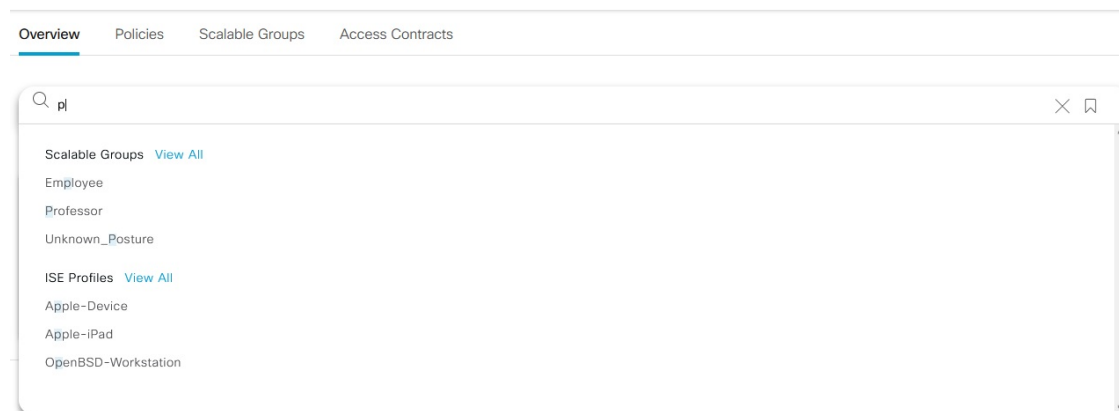 Overview Policies Scalable Groups Access Contracts
p
Scalable Groups View All
Employee
Professor
Unknown_Posture
ISE Profiles View All
Apple-Device
Apple-iPad
OpenBSD-Workstation